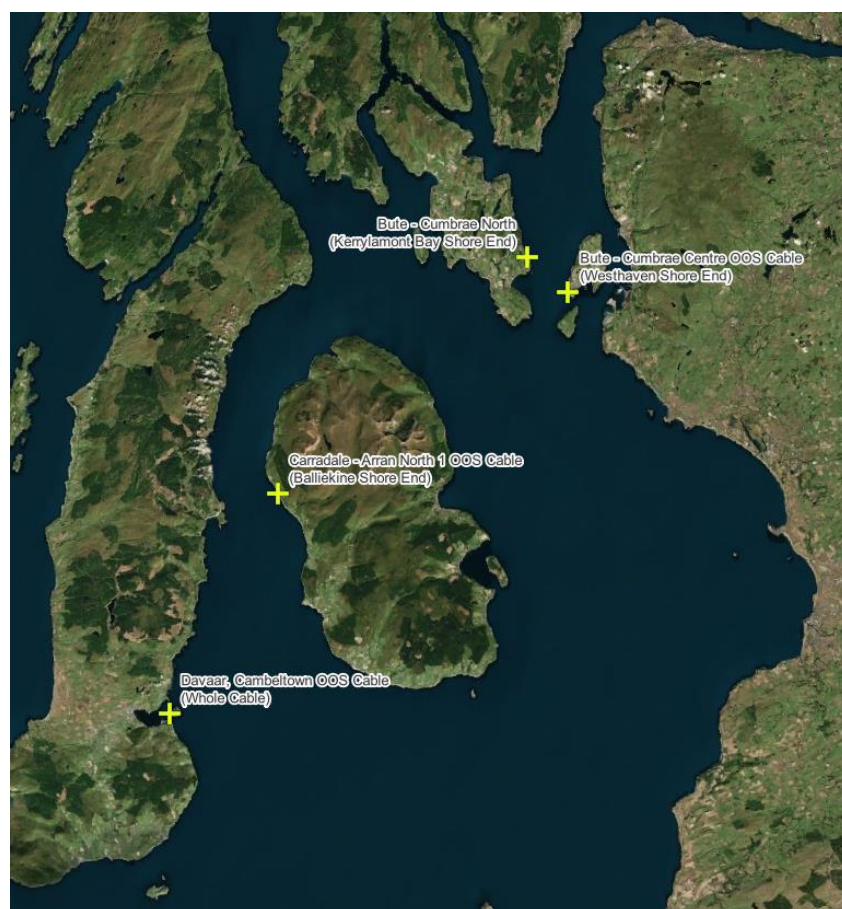 Bute - Cumbrae North
(Kerrylamont Bay Shore End)
Bute - Cumbrae Centre OOS Cable
(Westhaven Shore End)
Carradale - Arran North 1 OOS Cable
(Balliekine Shore End)
Davaar, Cambeltown OOS Cable
(Whole Cable)